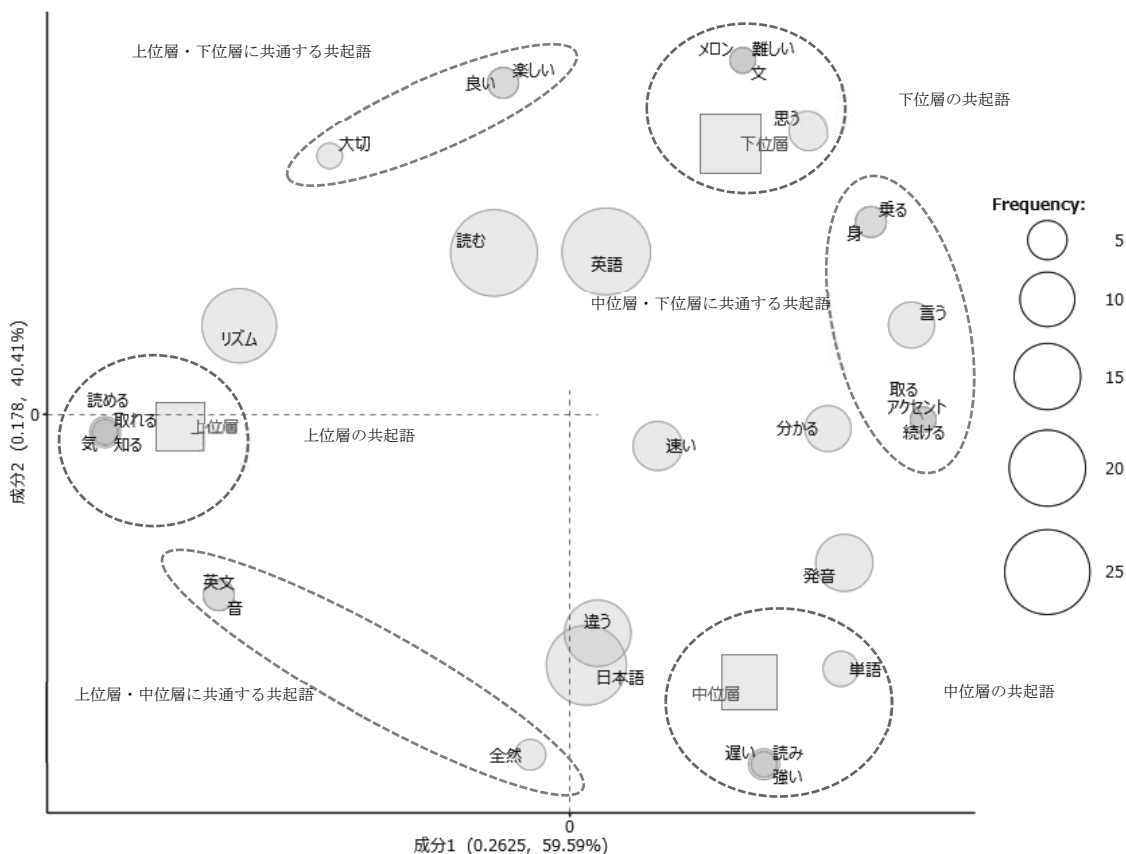 上位層・下位層に共通する共起語
メロン
難しい
文
良い
楽しい
大切
思う
下位層
下位層の共起語
乗る
身
Frequency:
5
10
15
20
25
読む
英語
中位層・下位層に共通する共起語
言う
リズム
取る
アクセント
続ける
読める
取れる
気
知る
上位層
上位層の共起語
分かる
速い
発音
英文
音
違う
日本語
単語
中位層
中位層の共起語
上位層・中位層に共通する共起語
全然
遅い
読み
強い
0
0
成分1 (0.2625, 59.59%)
成分2 (0.178, 40.41%)